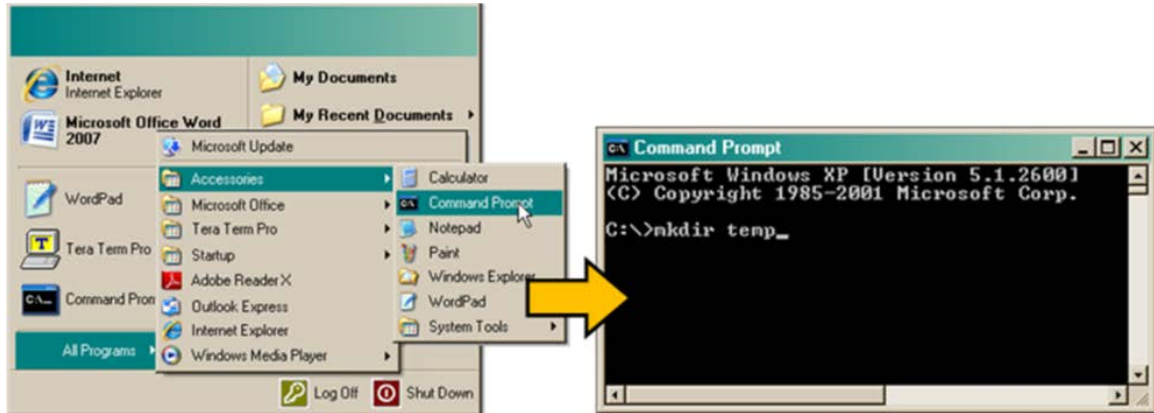 Internet
Internet Explorer
Microsoft Office Word
2007
WordPad
Tera Term Pro
Command Pron
All Programs
My Documents
My Recent Documents
Microsoft Update
Accessories
Microsoft Office
Tera Term Pro
Startup
Adobe Reader X
Outlook Express
Internet Explorer
Windows Media Player
Calculator
Command Prompt
Notepad
Paint
Windows Explorer
WordPad
System Tools
Log Off
Shut Down
Command Prompt
Microsoft Windows XP [Version 5.1.2600]
(C) Copyright 1985-2001 Microsoft Corp.
C:\>mkdir temp_